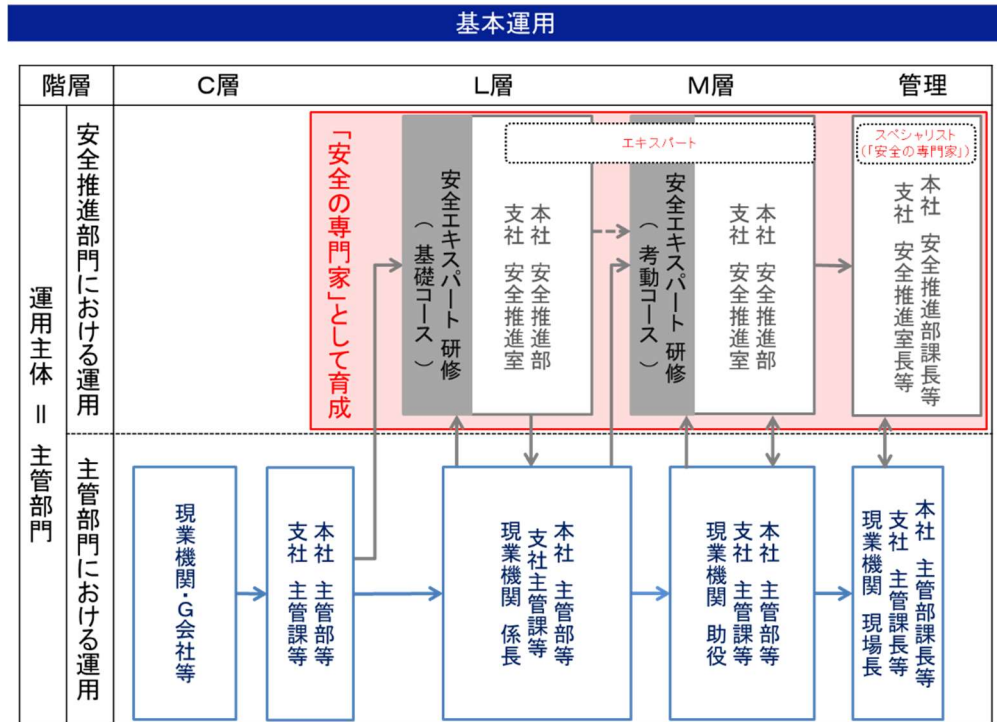 基本運用
階層
C層
L層
M層
管理
運用主体 = 主管部門
安全推進部門における運用
「安全の専門家」として育成
安全エキスパート 研修
( 基礎コース )
エキスパート
本社 安全推進部
支社 安全推進室
安全エキスパート 研修
( 考動コース )
本社 安全推進部
支社 安全推進室
スペシャリスト
(「安全の専門家」)
本社 安全推進部課長等
支社 安全推進室長等
主管部門における運用
現業機関・G会社等
本社 主管部等
支社 主管課等
本社 主管部等
支社主管課等
現業機関 係長
本社 主管部等
支社 主管課等
現業機関 助役
本社 主管部課長等
支社 主管課長等
現業機関 現場長